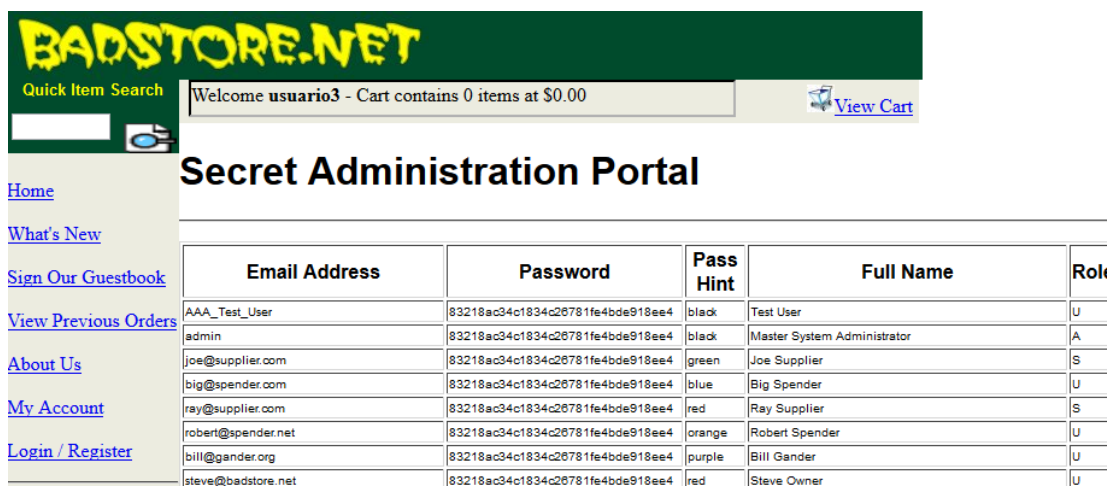 BADSTORE.NET
Quick Item Search
Welcome usuario3 - Cart contains 0 items at $0.00
View Cart
Secret Administration Portal
Home
What's New
Sign Our Guestbook
View Previous Orders
About Us
My Account
Login / Register
Email Address Password Pass Hint Full Name Role
AAA_Test_User 83218ac34c1834c26781fe4bde918ee4 black Test User U
admin 83218ac34c1834c26781fe4bde918ee4 black Master System Administrator A
joe@supplier.com 83218ac34c1834c26781fe4bde918ee4 green Joe Supplier S
big@spender.com 83218ac34c1834c26781fe4bde918ee4 blue Big Spender U
ray@supplier.com 83218ac34c1834c26781fe4bde918ee4 red Ray Supplier S
robert@spender.net 83218ac34c1834c26781fe4bde918ee4 orange Robert Spender U
bill@gander.org 83218ac34c1834c26781fe4bde918ee4 purple Bill Gander U
steve@badstore.net 83218ac34c1834c26781fe4bde918ee4 red Steve Owner U